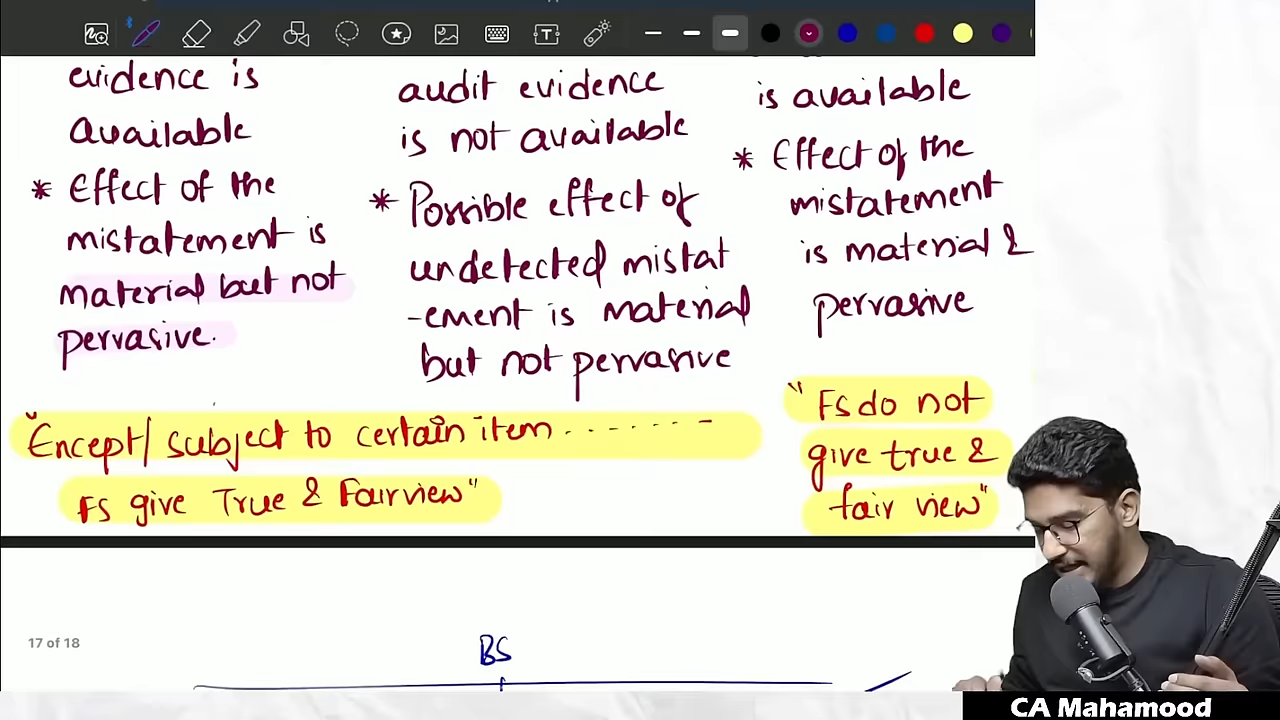 evidence is
available
* Effect of the
mistatement is
material but not
pervasive.
audit evidence
is not available
* Possible effect of
undetected mistat
-ement is material
but not pervasive
is available
* Effect of the
mistatement
is material &
pervasive
"Except/subject to certain item.......
FS give True & Fair view"
"FS do not
give true &
fair view"
17 of 18
BS
CA Mahamood